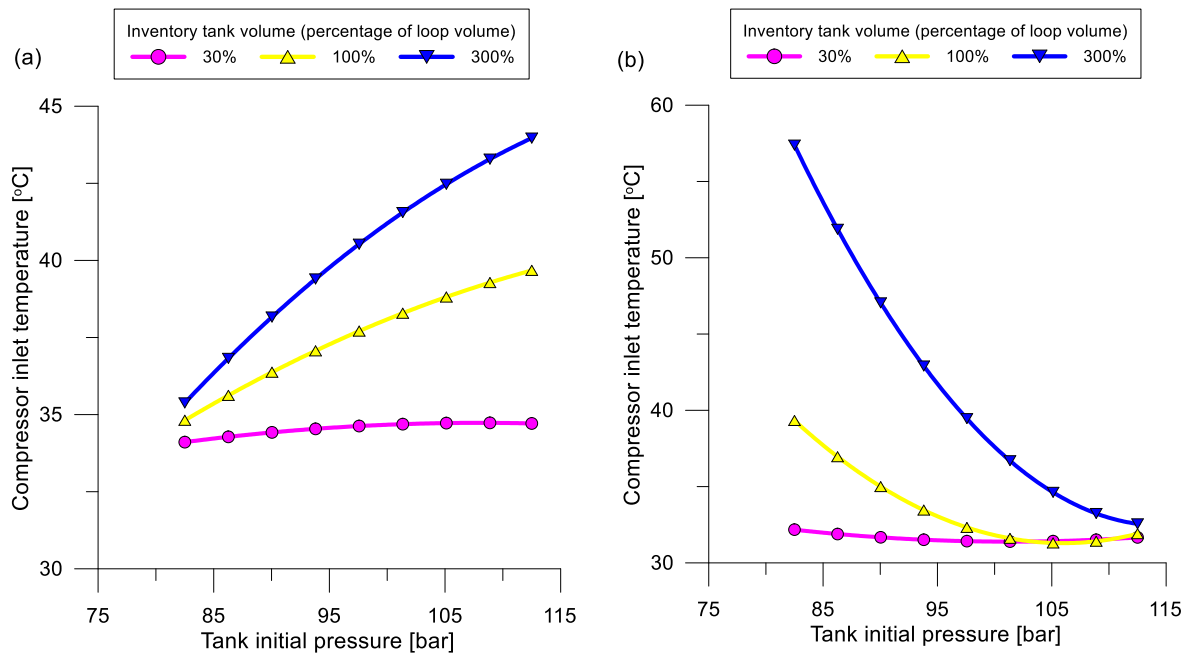 (a)
Inventory tank volume (percentage of loop volume)
30% 100% 300%
45
40
35
30
Compressor inlet temperature [°C]
75 85 95 105 115
Tank initial pressure [bar]
(b)
Inventory tank volume (percentage of loop volume)
30% 100% 300%
60
50
40
30
Compressor inlet temperature [°C]
75 85 95 105 115
Tank initial pressure [bar]